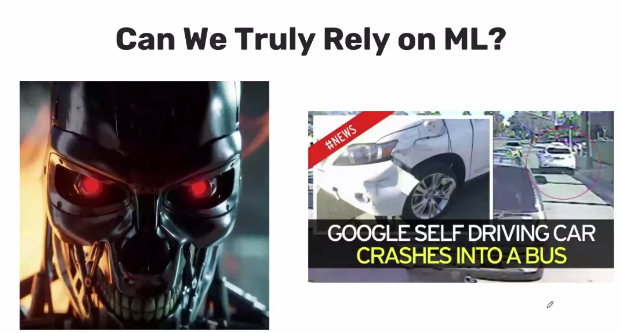 Can We Truly Rely on ML?
#NEWS
GOOGLE SELF DRIVING CAR
CRASHES INTO A BUS